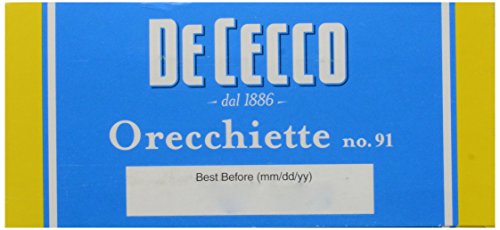 DE CECCO
- dal 1886 -
Orecchiette no.91
Best Before (mm/dd/yy)